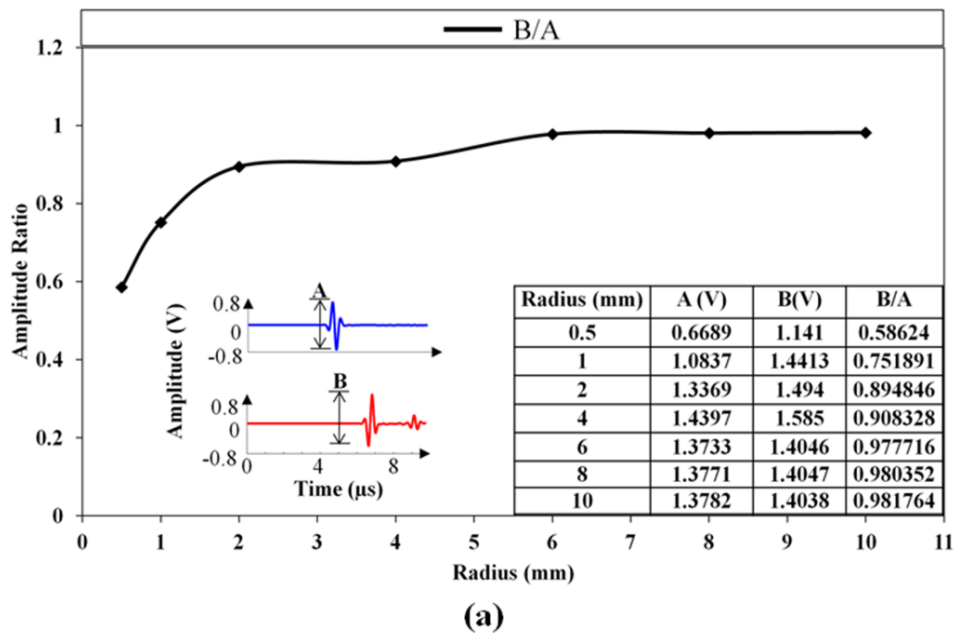 B/A
1.2
1
0.8
0.6
0.4
0.2
0
Amplitude Ratio
0 1 2 3 4 5 6 7 8 9 10 11
Radius (mm)
Amplitude (V)
0.8
0
-0.8
A
0.8
0
-0.8
B
0 4 8
Time (μs)
Radius (mm) A (V) B(V) B/A
0.5 0.6689 1.141 0.58624
1 1.0837 1.4413 0.751891
2 1.3369 1.494 0.894846
4 1.4397 1.585 0.908328
6 1.3733 1.4046 0.977716
8 1.3771 1.4047 0.980352
10 1.3782 1.4038 0.981764
(a)